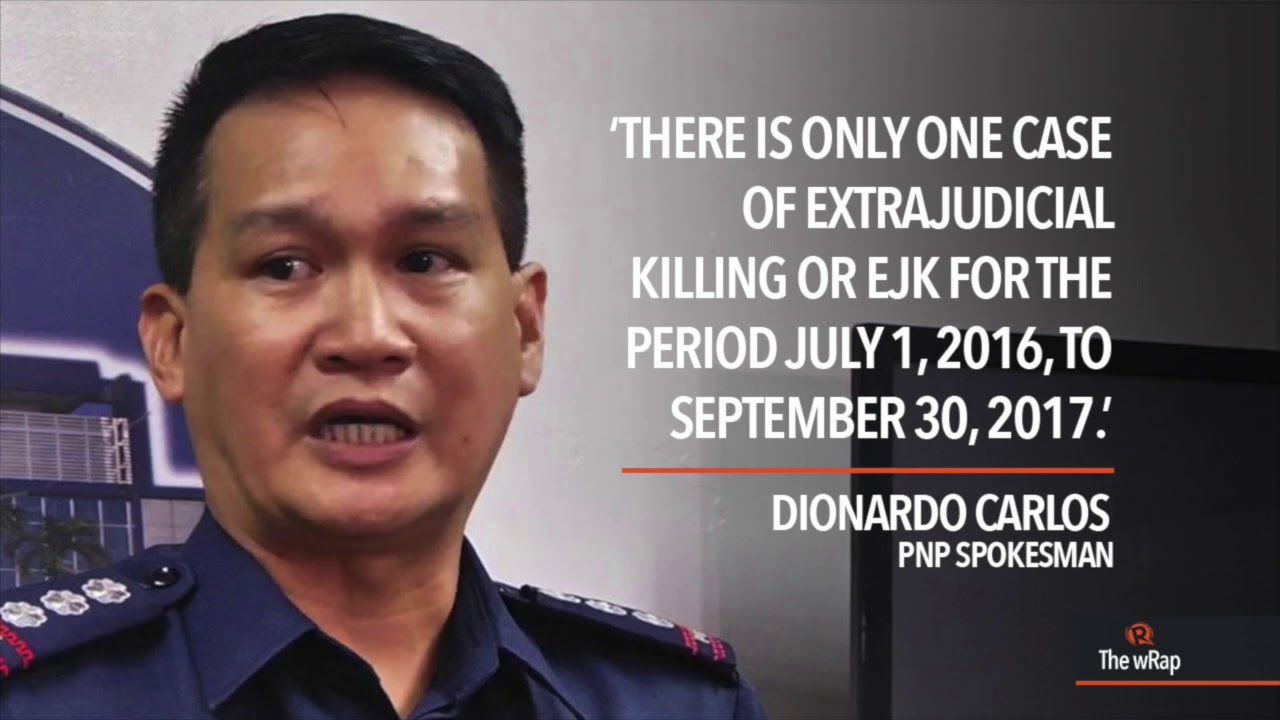 ‘THERE IS ONLY ONE CASE
OF EXTRAJUDICIAL
KILLING OR EJK FOR THE
PERIOD JULY 1, 2016, TO
SEPTEMBER 30, 2017.’
DIONARDO CARLOS
PNP SPOKESMAN
R
The wRap